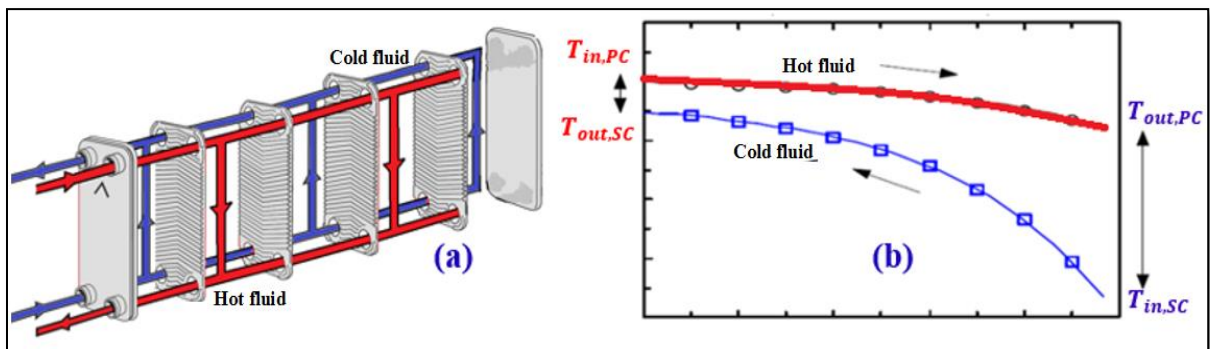 Cold fluid
Hot fluid
(a)
T_in,PC
T_out,SC
Hot fluid
Cold fluid
T_out,PC
T_in,SC
(b)